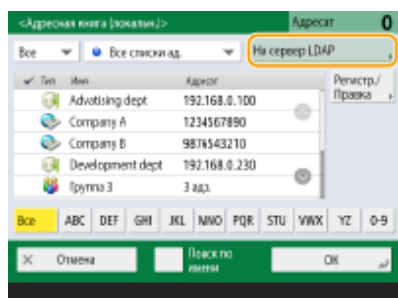 <Адресная книга (локальн.)> Адресат 0
Все Все списки ад. На сервер LDAP
Тип Имя Адресат Регистр./
Правка
Advatising dept 192.168.0.100
Company A 1234567890
Company B 9876543210
Development dept 192.168.0.230
Группа 3 3 адр.
Все ABC DEF GHI JKL MNO PQR STU VWX YZ 0-9
Отмена Поиск по
имени OK